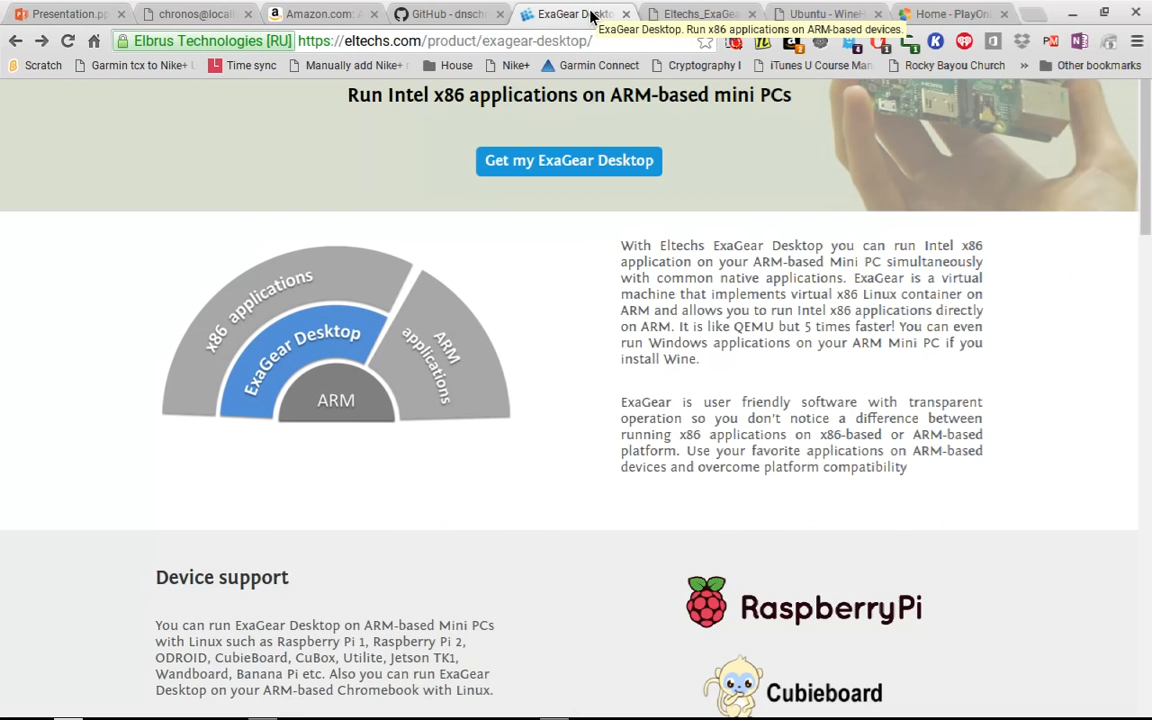 Presentation.pp
chronos@local
Amazon.com:
GitHub - dnschn
ExaGear Deskto
Eltechs_ExaGea
Ubuntu - WineH
Home - PlayOnL
ExaGear Desktop. Run x86 applications on ARM-based devices.
Elbrus Technologies [RU]
https://eltechs.com/product/exagear-desktop/
Scratch
Garmin tcx to Nike+ U
Time sync
Manually add Nike+
House
Nike+
Garmin Connect
Cryptography I
iTunes U Course Man
Rocky Bayou Church
»
Other bookmarks
Run Intel x86 applications on ARM-based mini PCs
Get my ExaGear Desktop
x86 applications
ExaGear Desktop
ARM applications
ARM
With Eltechs ExaGear Desktop you can run Intel x86
application on your ARM-based Mini PC simultaneously
with common native applications. ExaGear is a virtual
machine that implements virtual x86 Linux container on
ARM and allows you to run Intel x86 applications directly
on ARM. It is like QEMU but 5 times faster! You can even
run Windows applications on your ARM Mini PC if you
install Wine.
ExaGear is user friendly software with transparent
operation so you don't notice a difference between
running x86 applications on x86-based or ARM-based
platform. Use your favorite applications on ARM-based
devices and overcome platform compatibility
Device support
You can run ExaGear Desktop on ARM-based Mini PCs
with Linux such as Raspberry Pi 1, Raspberry Pi 2,
ODROID, CubieBoard, CuBox, Utilite, Jetson TK1,
Wandboard, Banana Pi etc. Also you can run ExaGear
Desktop on your ARM-based Chromebook with Linux.
RaspberryPi
Cubieboard